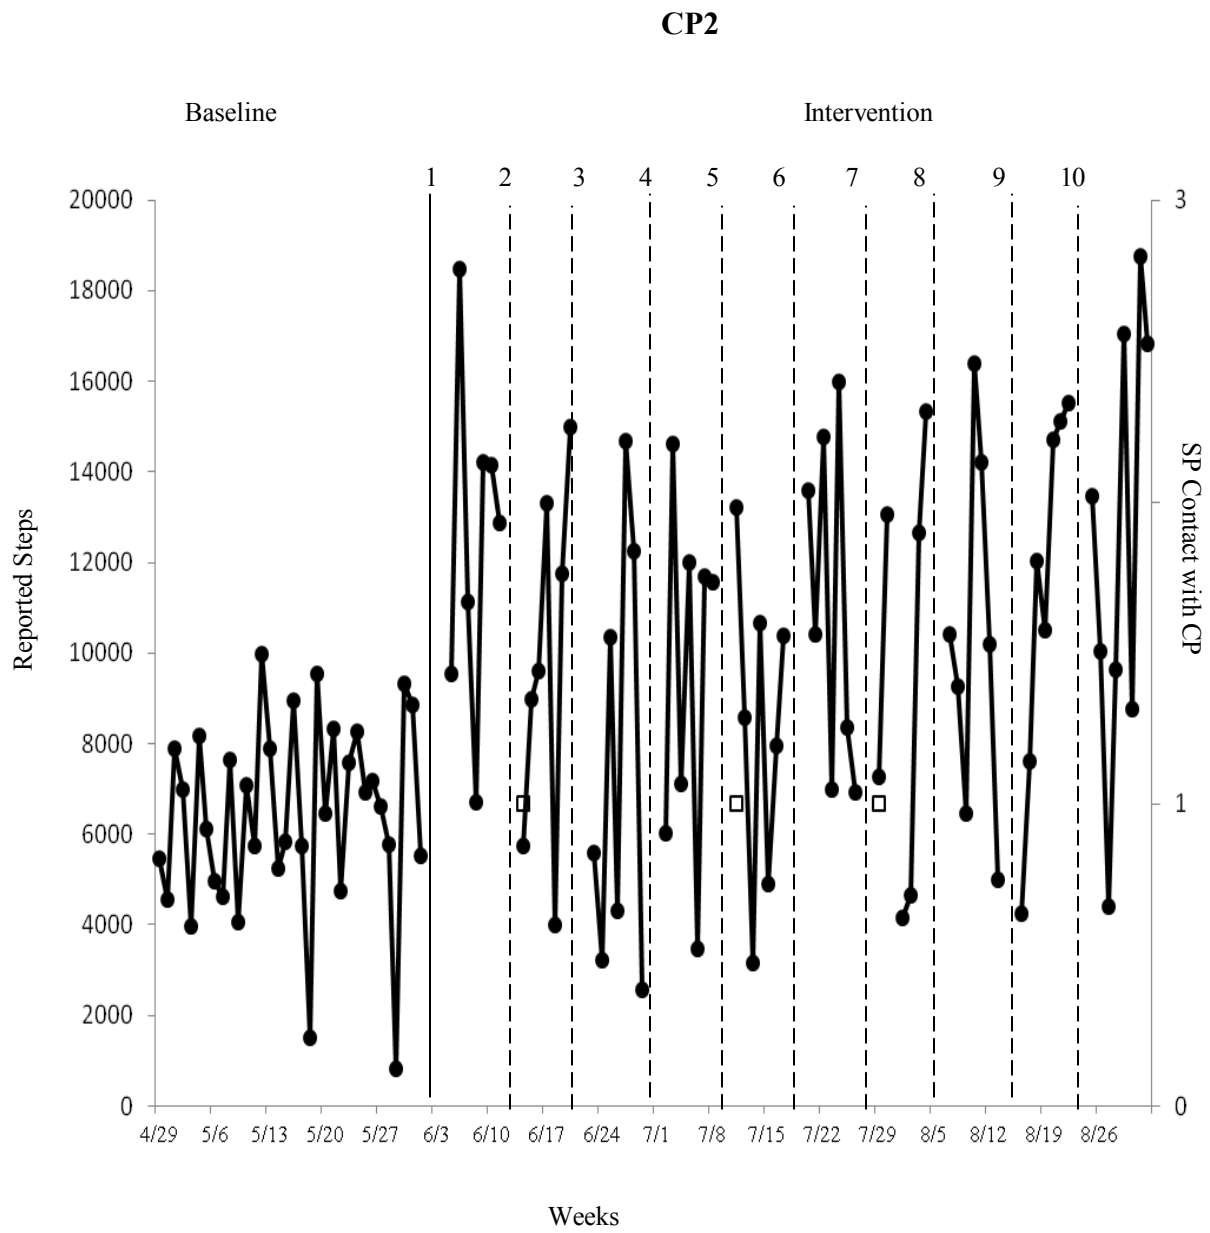 CP2
Baseline
Intervention
1 2 3 4 5 6 7 8 9 10
20000
18000
16000
14000
12000
10000
8000
6000
4000
2000
0
Reported Steps
3
1
0
SP Contact with CP
4/29 5/6 5/13 5/20 5/27 6/3 6/10 6/17 6/24 7/1 7/8 7/15 7/22 7/29 8/5 8/12 8/19 8/26
Weeks